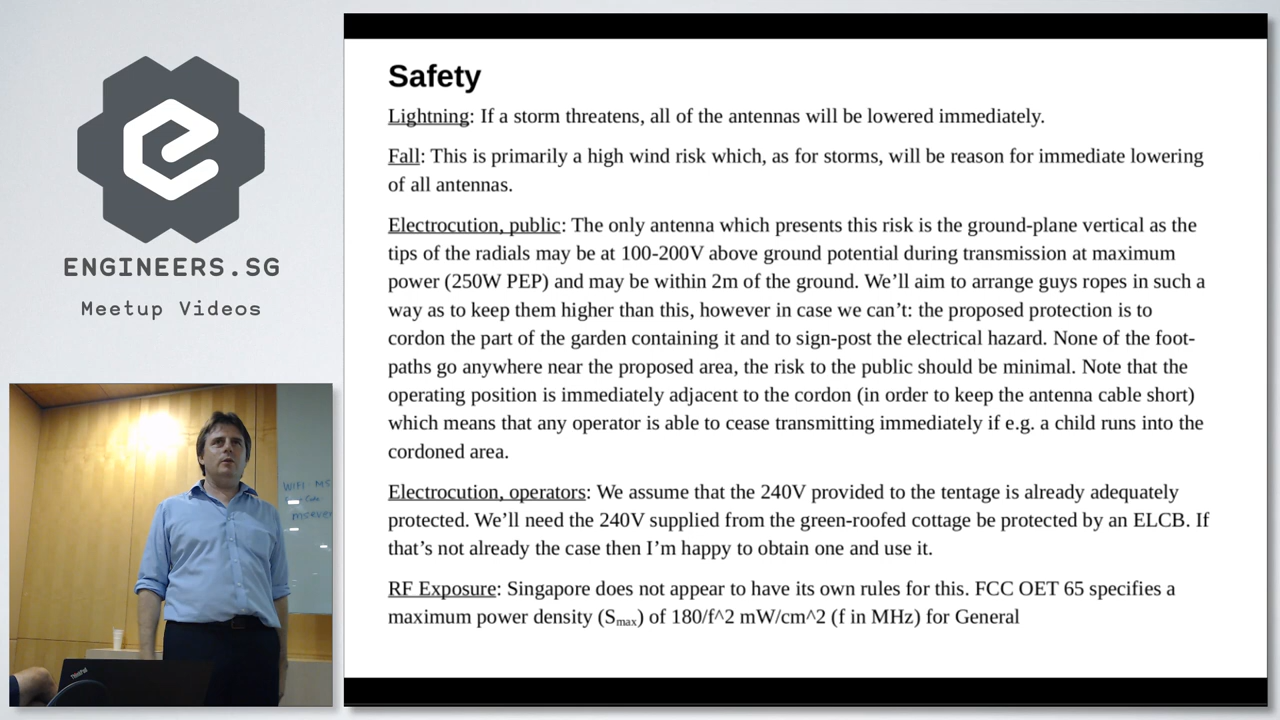 ENGINEERS.SG
Meetup Videos
Safety
Lightning: If a storm threatens, all of the antennas will be lowered immediately.
Fall: This is primarily a high wind risk which, as for storms, will be reason for immediate lowering
of all antennas.
Electrocution, public: The only antenna which presents this risk is the ground-plane vertical as the
tips of the radials may be at 100-200V above ground potential during transmission at maximum
power (250W PEP) and may be within 2m of the ground. We’ll aim to arrange guys ropes in such a
way as to keep them higher than this, however in case we can’t: the proposed protection is to
cordon the part of the garden containing it and to sign-post the electrical hazard. None of the foot-
paths go anywhere near the proposed area, the risk to the public should be minimal. Note that the
operating position is immediately adjacent to the cordon (in order to keep the antenna cable short)
which means that any operator is able to cease transmitting immediately if e.g. a child runs into the
cordoned area.
Electrocution, operators: We assume that the 240V provided to the tentage is already adequately
protected. We’ll need the 240V supplied from the green-roofed cottage be protected by an ELCB. If
that’s not already the case then I’m happy to obtain one and use it.
RF Exposure: Singapore does not appear to have its own rules for this. FCC OET 65 specifies a
maximum power density (Smax) of 180/f^2 mW/cm^2 (f in MHz) for General
WIFI MS
ThinkPad